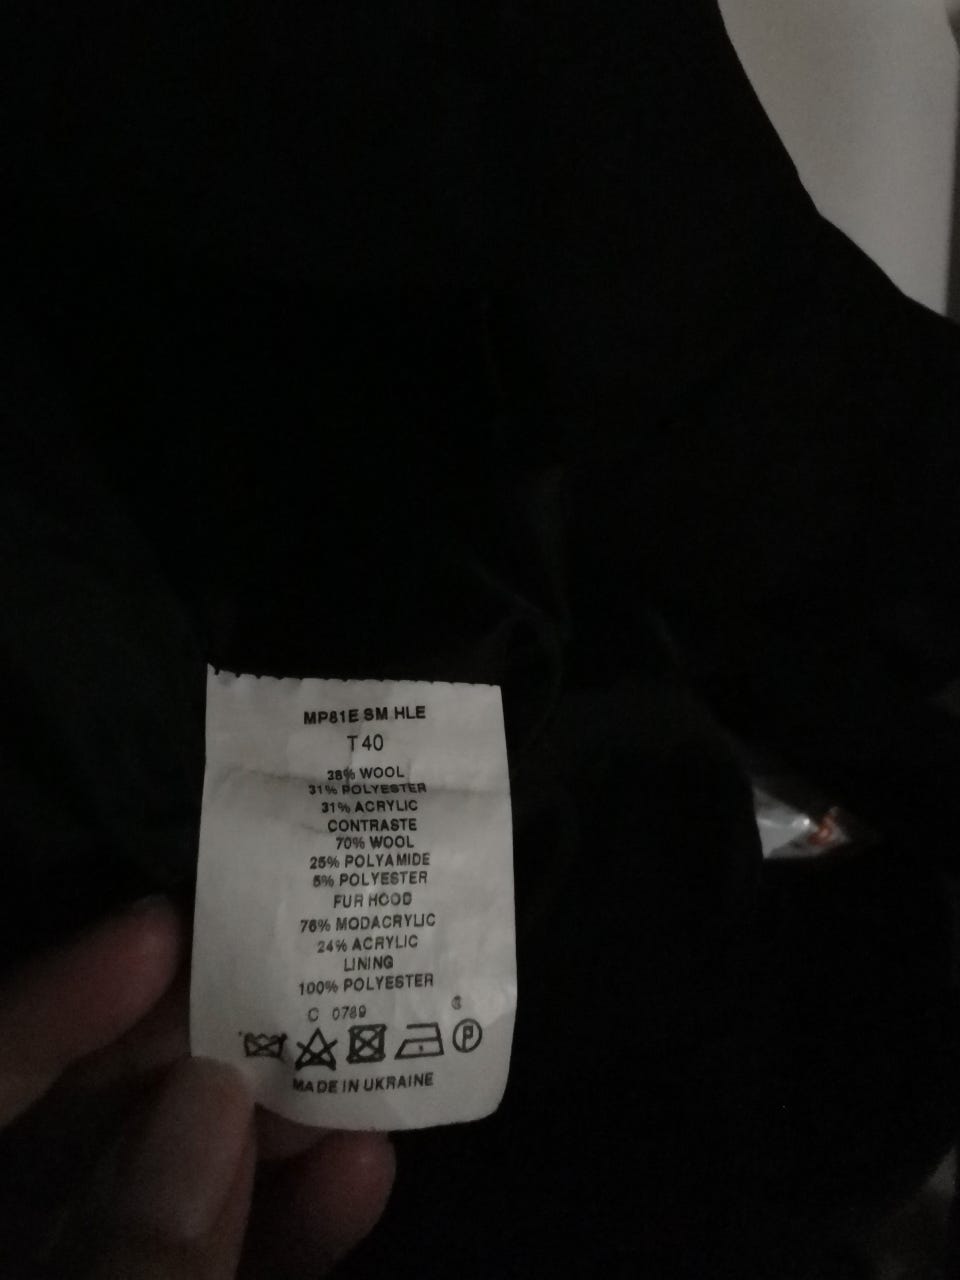 MP81E SM HLE
T 40
38% WOOL
31% POLYESTER
31% ACRYLIC
CONTRASTE
70% WOOL
25% POLYAMIDE
5% POLYESTER
FUR HOOD
76% MODACRYLIC
24% ACRYLIC
LINING
100% POLYESTER
C 0789
P
MADE IN UKRAINE